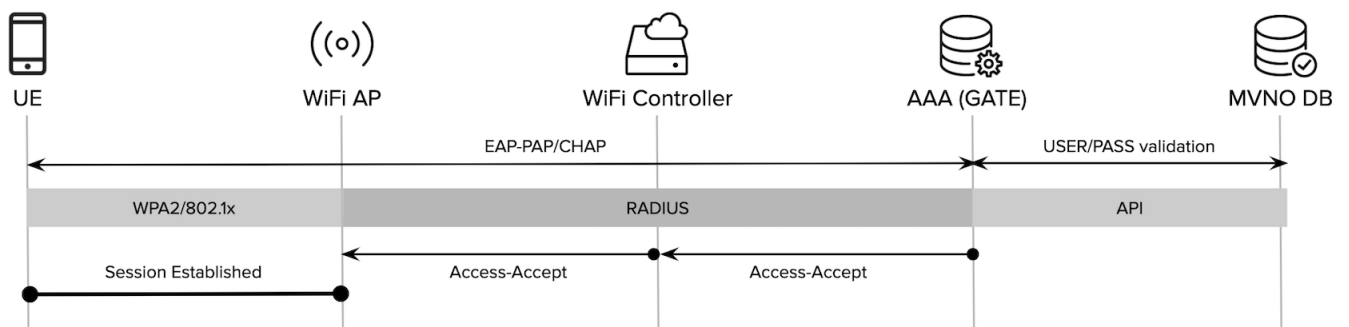 UE
WiFi AP
WiFi Controller
AAA (GATE)
MVNO DB
EAP-PAP/CHAP
USER/PASS validation
WPA2/802.1x
RADIUS
API
Session Established
Access-Accept
Access-Accept